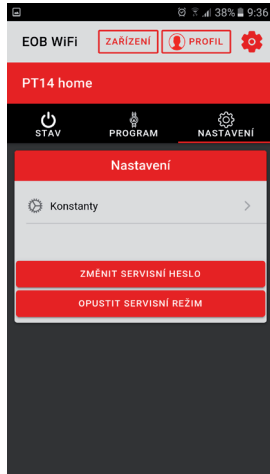 38% 9:36
EOB WiFi ZAŘÍZENÍ PROFIL
PT14 home
STAV PROGRAM NASTAVENÍ
Nastavení
Konstanty
ZMĚNIT SERVISNÍ HESLO
OPUSTIT SERVISNÍ REŽIM